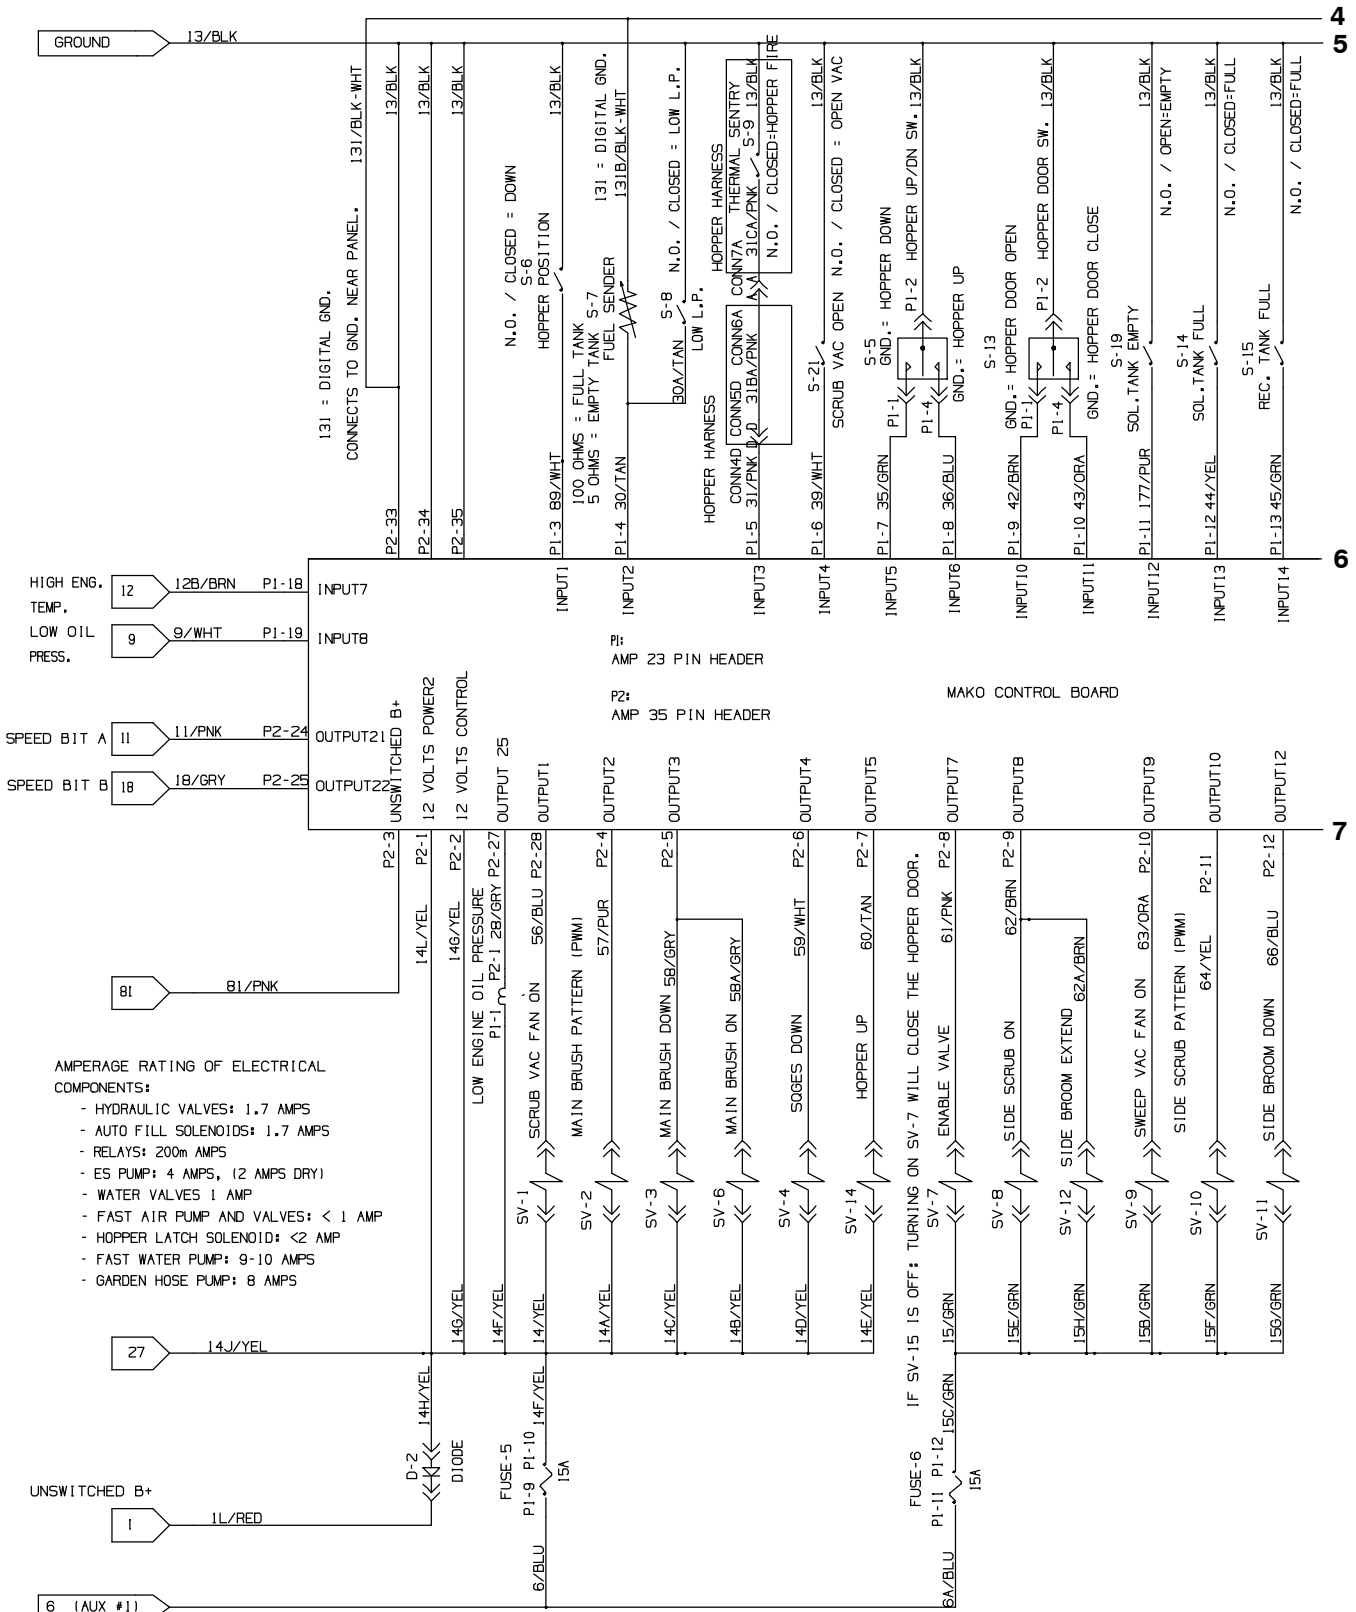 4
5
GROUND
13/BLK
131/BLK-WHT
13/BLK
13/BLK
13/BLK
13/BLK
131 = DIGITAL GND.
131B/BLK-WHT
N.O. / CLOSED = LOW L.P.
HOPPER HARNESS
CONN7A
THERMAL SENTRY
31CA/PNK
S-9
13/BLK
N.O. / CLOSED=HOPPER FIRE
13/BLK
SCRUB VAC OPEN N.O. / CLOSED = OPEN VAC
13/BLK
P1-2 HOPPER UP/DN SW.
13/BLK
P1-2 HOPPER DOOR SW.
13/BLK
N.O. / OPEN=EMPTY
13/BLK
N.O. / CLOSED=FULL
13/BLK
N.O. / CLOSED=FULL
131 = DIGITAL GND.
CONNECTS TO GND. NEAR PANEL.
N.O. / CLOSED = DOWN
S-6
HOPPER POSITION
100 OHMS = FULL TANK
5 OHMS = EMPTY TANK
S-7
FUEL SENDER
S-8
LOW L.P.
30A/TAN
HOPPER HARNESS
CONN4D CONN5D CONN6A
31/PNK D D 31BA/PNK A A
S-21
S-5
GND.= HOPPER DOWN
GND.= HOPPER UP
P1-1
P1-4
S-13
GND.= HOPPER DOOR OPEN
GND.= HOPPER DOOR CLOSE
P1-1
P1-4
S-19
SOL.TANK EMPTY
S-14
SOL.TANK FULL
S-15
REC. TANK FULL
P2-33
P2-34
P2-35
P1-3 89/WHT
P1-4 30/TAN
P1-5
P1-6 39/WHT
P1-7 35/GRN
P1-8 36/BLU
P1-9 42/BRN
P1-10 43/ORA
P1-11 177/PUR
P1-12 44/YEL
P1-13 45/GRN
6
HIGH ENG.
TEMP.
12
12B/BRN
P1-18
INPUT7
INPUT1
INPUT2
INPUT3
INPUT4
INPUT5
INPUT6
INPUT10
INPUT11
INPUT12
INPUT13
INPUT14
LOW OIL
PRESS.
9
9/WHT
P1-19
INPUT8
P1:
AMP 23 PIN HEADER
P2:
AMP 35 PIN HEADER
MAKO CONTROL BOARD
SPEED BIT A
11
11/PNK
P2-24
OUTPUT21
SPEED BIT B
18
18/GRY
P2-25
OUTPUT22
UNSWITCHED B+
12 VOLTS POWER2
12 VOLTS CONTROL
OUTPUT 25
OUTPUT1
OUTPUT2
OUTPUT3
OUTPUT4
OUTPUT5
OUTPUT7
OUTPUT8
OUTPUT9
OUTPUT10
OUTPUT12
7
P2-3
P2-1
P2-2
P2-27
P2-28
P2-4
P2-5
P2-6
P2-7
P2-8
P2-9
P2-10
P2-11
P2-12
14L/YEL
14G/YEL
LOW ENGINE OIL PRESSURE
P1-1
P2-1 28/GRY
56/BLU
SCRUB VAC FAN ON
57/PUR
MAIN BRUSH PATTERN (PWM)
58/GRY
MAIN BRUSH DOWN
58A/GRY
MAIN BRUSH ON
59/WHT
SQGES DOWN
60/TAN
HOPPER UP
61/PNK
ENABLE VALVE
IF SV-15 IS OFF: TURNING ON SV-7 WILL CLOSE THE HOPPER DOOR.
62/BRN
SIDE SCRUB ON
62A/BRN
SIDE BROOM EXTEND
63/ORA
SWEEP VAC FAN ON
64/YEL
SIDE SCRUB PATTERN (PWM)
66/BLU
SIDE BROOM DOWN
81
81/PNK
AMPERAGE RATING OF ELECTRICAL
COMPONENTS:
- HYDRAULIC VALVES: 1.7 AMPS
- AUTO FILL SOLENOIDS: 1.7 AMPS
- RELAYS: 200m AMPS
- ES PUMP: 4 AMPS, (2 AMPS DRY)
- WATER VALVES 1 AMP
- FAST AIR PUMP AND VALVES: < 1 AMP
- HOPPER LATCH SOLENOID: <2 AMP
- FAST WATER PUMP: 9-10 AMPS
- GARDEN HOSE PUMP: 8 AMPS
SV-1
SV-2
SV-3
SV-6
SV-4
SV-14
SV-7
SV-8
SV-12
SV-9
SV-10
SV-11
14G/YEL
14F/YEL
14/YEL
14A/YEL
14C/YEL
14B/YEL
14D/YEL
14E/YEL
15/GRN
15E/GRN
15H/GRN
15B/GRN
15F/GRN
15G/GRN
27
14J/YEL
14H/YEL
14F/YEL
15C/GRN
D-2
DIODE
FUSE-5
P1-9 P1-10
15A
FUSE-6
P1-11 P1-12
15A
UNSWITCHED B+
1
1L/RED
6/BLU
6A/BLU
6 (AUX #1)